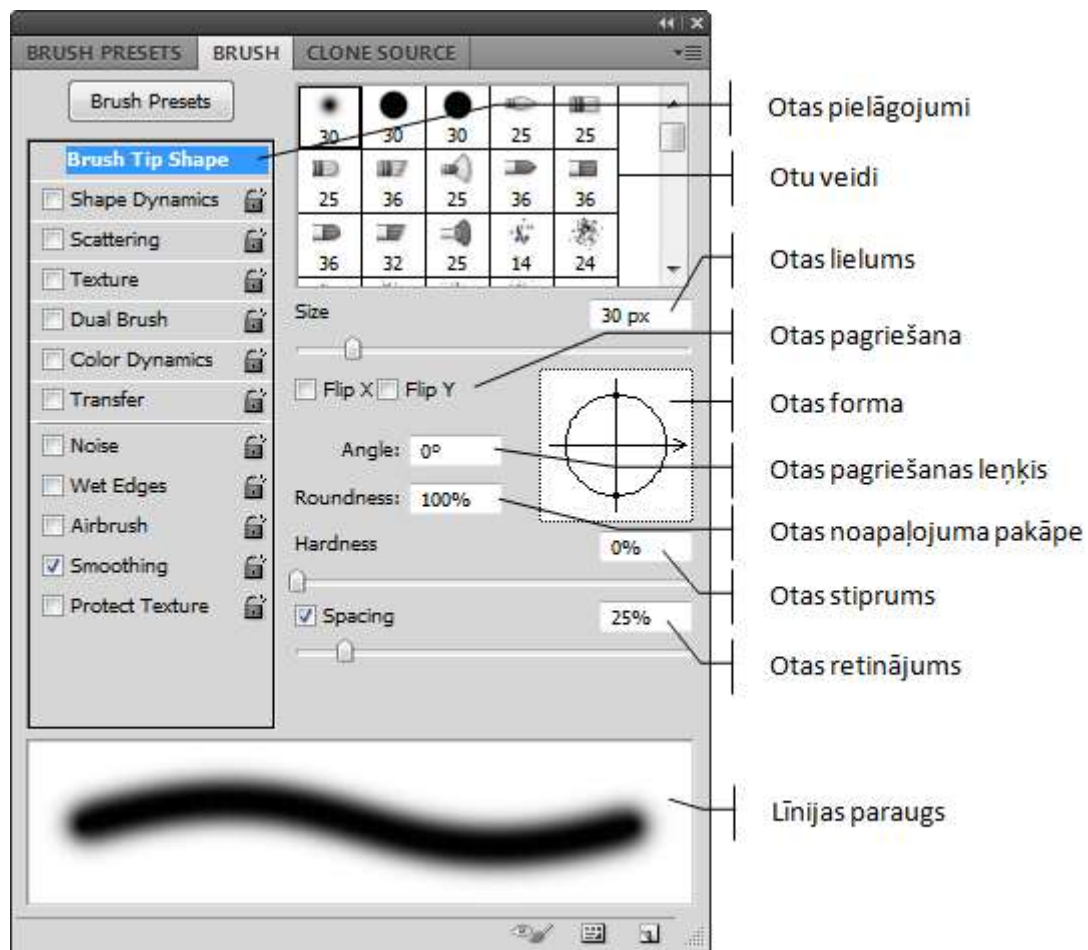 BRUSH PRESETS BRUSH CLONE SOURCE
Brush Presets
Brush Tip Shape
Shape Dynamics
Scattering
Texture
Dual Brush
Color Dynamics
Transfer
Noise
Wet Edges
Airbrush
Smoothing
Protect Texture
30 30 30 25 25
25 36 25 36 36
36 32 25 14 24
Size 30 px
Flip X Flip Y
Angle: 0º
Roundness: 100%
Hardness 0%
Spacing 25%
Otas pielāgojumi
Otu veidi
Otas lielums
Otas pagriešana
Otas forma
Otas pagriešanas leņķis
Otas noapaļojuma pakāpe
Otas stiprums
Otas retinājums
Līnijas paraugs